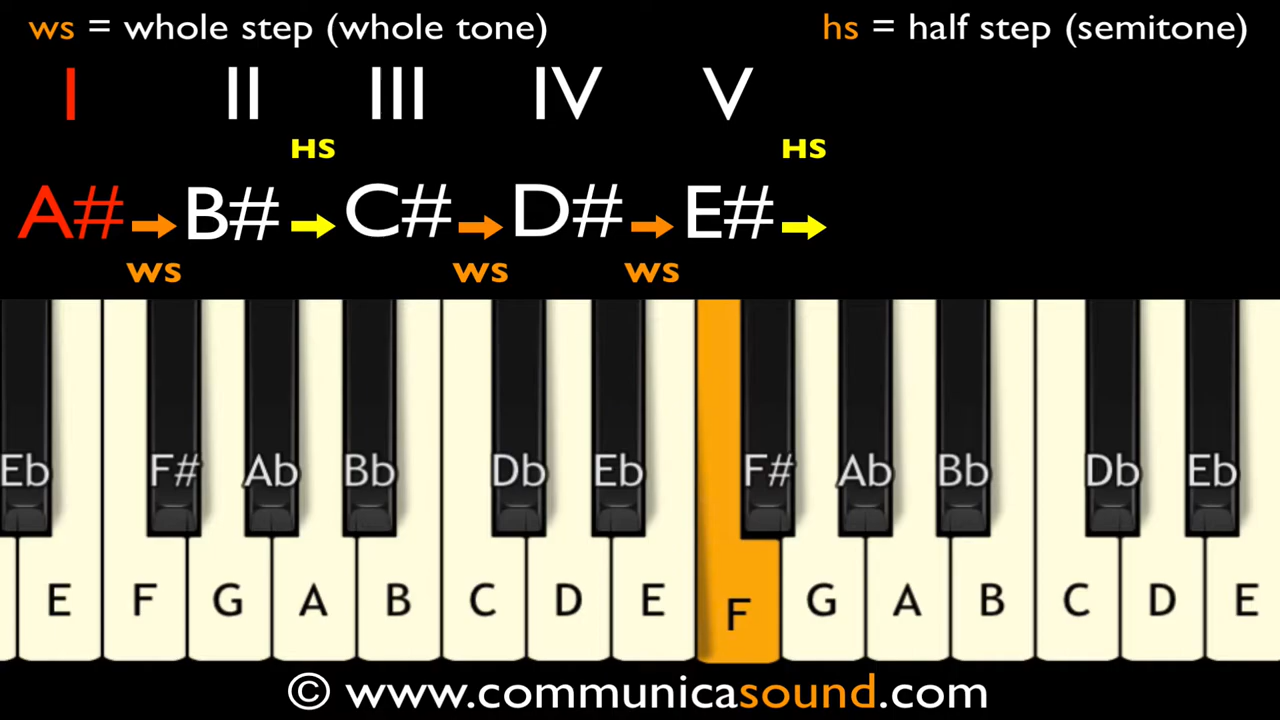 ws = whole step (whole tone) hs = half step (semitone)
I II III IV V
HS HS
A# B# C# D# E#
ws ws ws
Eb F# Ab Bb Db Eb F# Ab Bb Db Eb
E F G A B C D E F G A B C D E
© www.communicasound.com